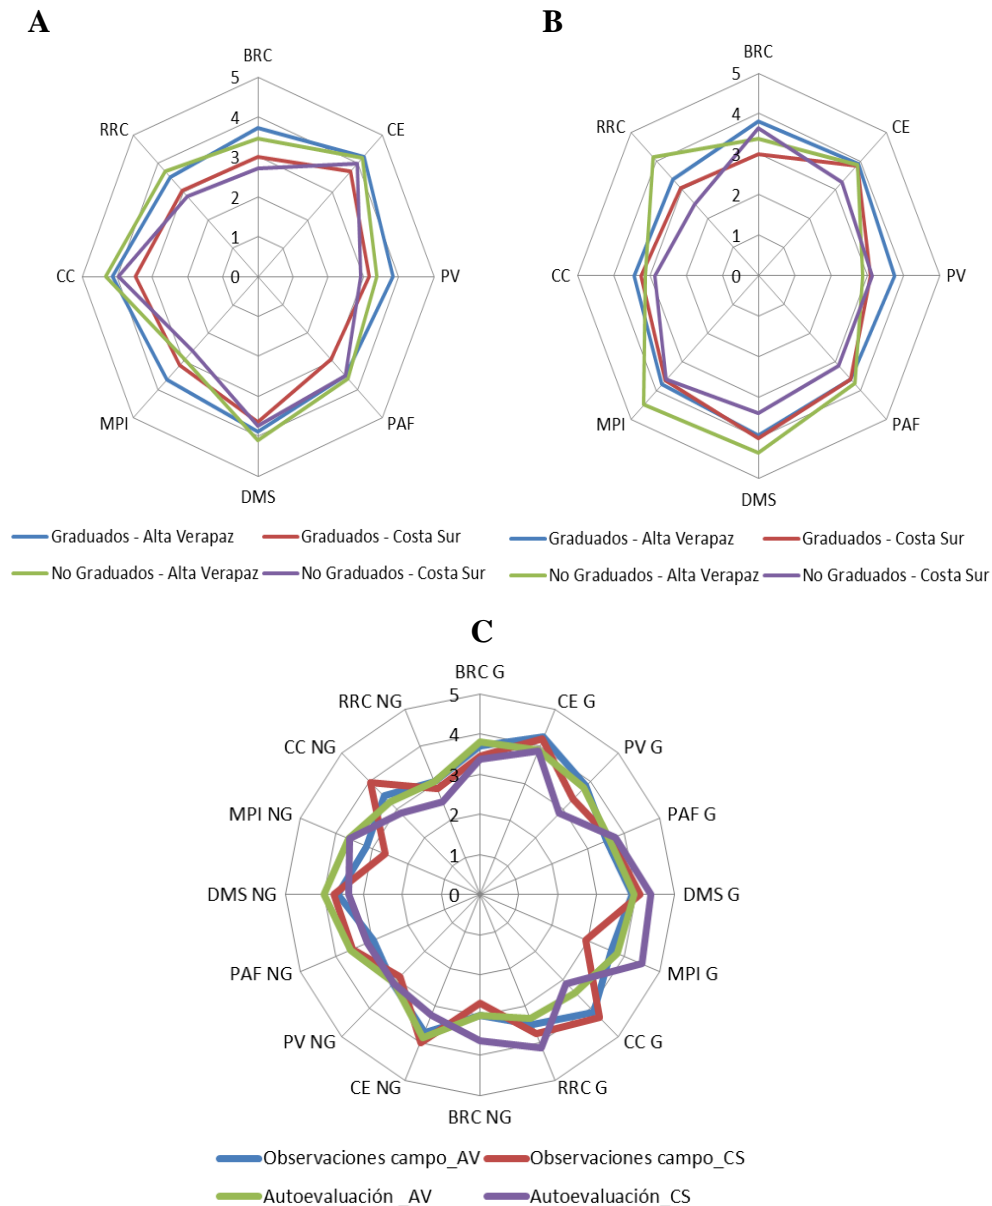 A
B
BRC
CE
PV
PAF
DMS
MPI
CC
RRC
5
4
3
2
1
0
Graduados - Alta Verapaz
Graduados - Costa Sur
No Graduados - Alta Verapaz
No Graduados - Costa Sur
BRC
CE
PV
PAF
DMS
MPI
CC
RRC
5
4
3
2
1
0
Graduados - Alta Verapaz
Graduados - Costa Sur
No Graduados - Alta Verapaz
No Graduados - Costa Sur
C
BRC G
CE G
PV G
PAF G
DMS G
MPI G
CC G
RRC G
BRC NG
CE NG
PV NG
PAF NG
DMS NG
MPI NG
CC NG
RRC NG
5
4
3
2
1
0
Observaciones campo_AV
Observaciones campo_CS
Autoevaluación _AV
Autoevaluación_CS